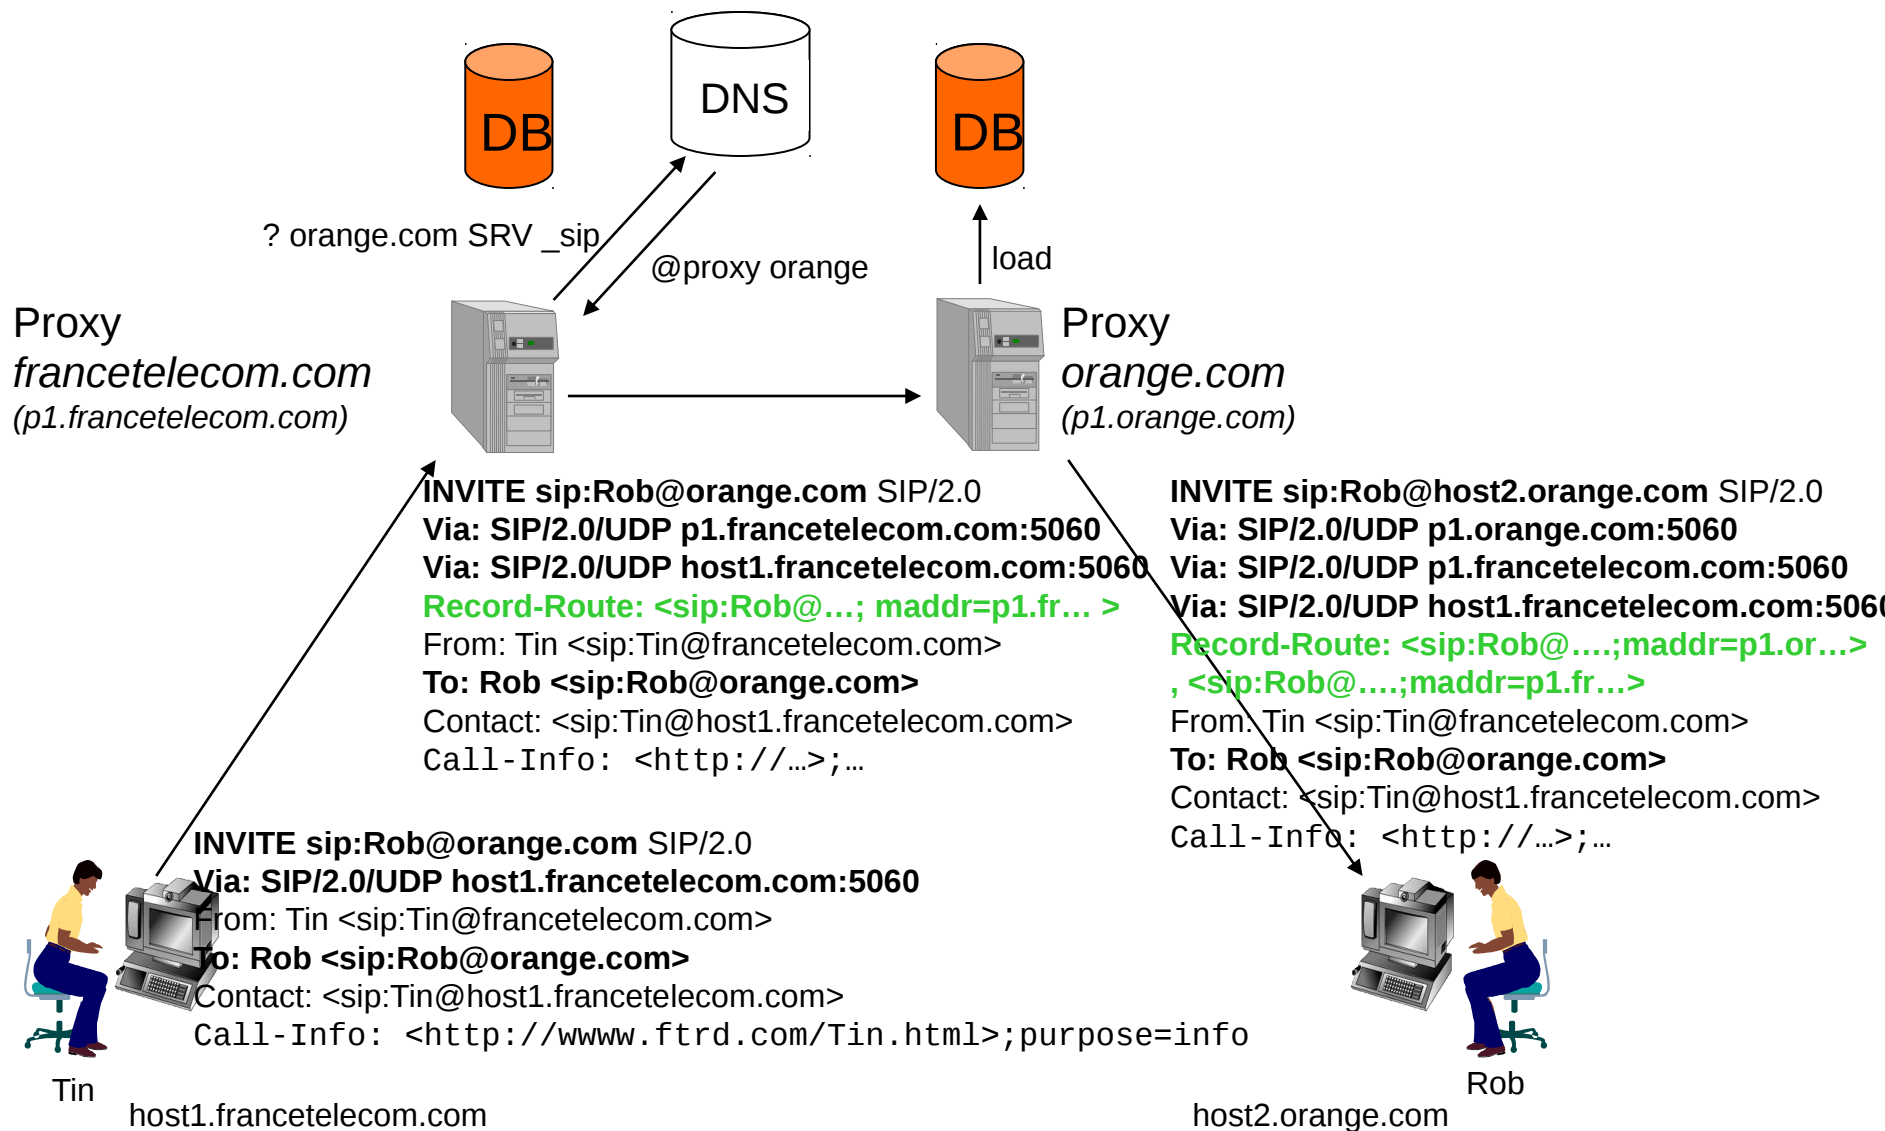 DB
DNS
DB
? orange.com SRV _sip
@proxy orange
load
Proxy
francetelecom.com
(p1.francetelecom.com)
Proxy
orange.com
(p1.orange.com)
INVITE sip:Rob@orange.com SIP/2.0
Via: SIP/2.0/UDP p1.francetelecom.com:5060
Via: SIP/2.0/UDP host1.francetelecom.com:5060
Record-Route: <sip:Rob@…; maddr=p1.fr… >
From: Tin <sip:Tin@francetelecom.com>
To: Rob <sip:Rob@orange.com>
Contact: <sip:Tin@host1.francetelecom.com>
Call-Info: <http://…>;…
INVITE sip:Rob@host2.orange.com SIP/2.0
Via: SIP/2.0/UDP p1.orange.com:5060
Via: SIP/2.0/UDP p1.francetelecom.com:5060
Via: SIP/2.0/UDP host1.francetelecom.com:5060
Record-Route: <sip:Rob@….;maddr=p1.or…>
, <sip:Rob@….;maddr=p1.fr…>
From: Tin <sip:Tin@francetelecom.com>
To: Rob <sip:Rob@orange.com>
Contact: <sip:Tin@host1.francetelecom.com>
Call-Info: <http://…>;…
INVITE sip:Rob@orange.com SIP/2.0
Via: SIP/2.0/UDP host1.francetelecom.com:5060
From: Tin <sip:Tin@francetelecom.com>
To: Rob <sip:Rob@orange.com>
Contact: <sip:Tin@host1.francetelecom.com>
Call-Info: <http://wwww.ftrd.com/Tin.html>;purpose=info
Tin
host1.francetelecom.com
Rob
host2.orange.com